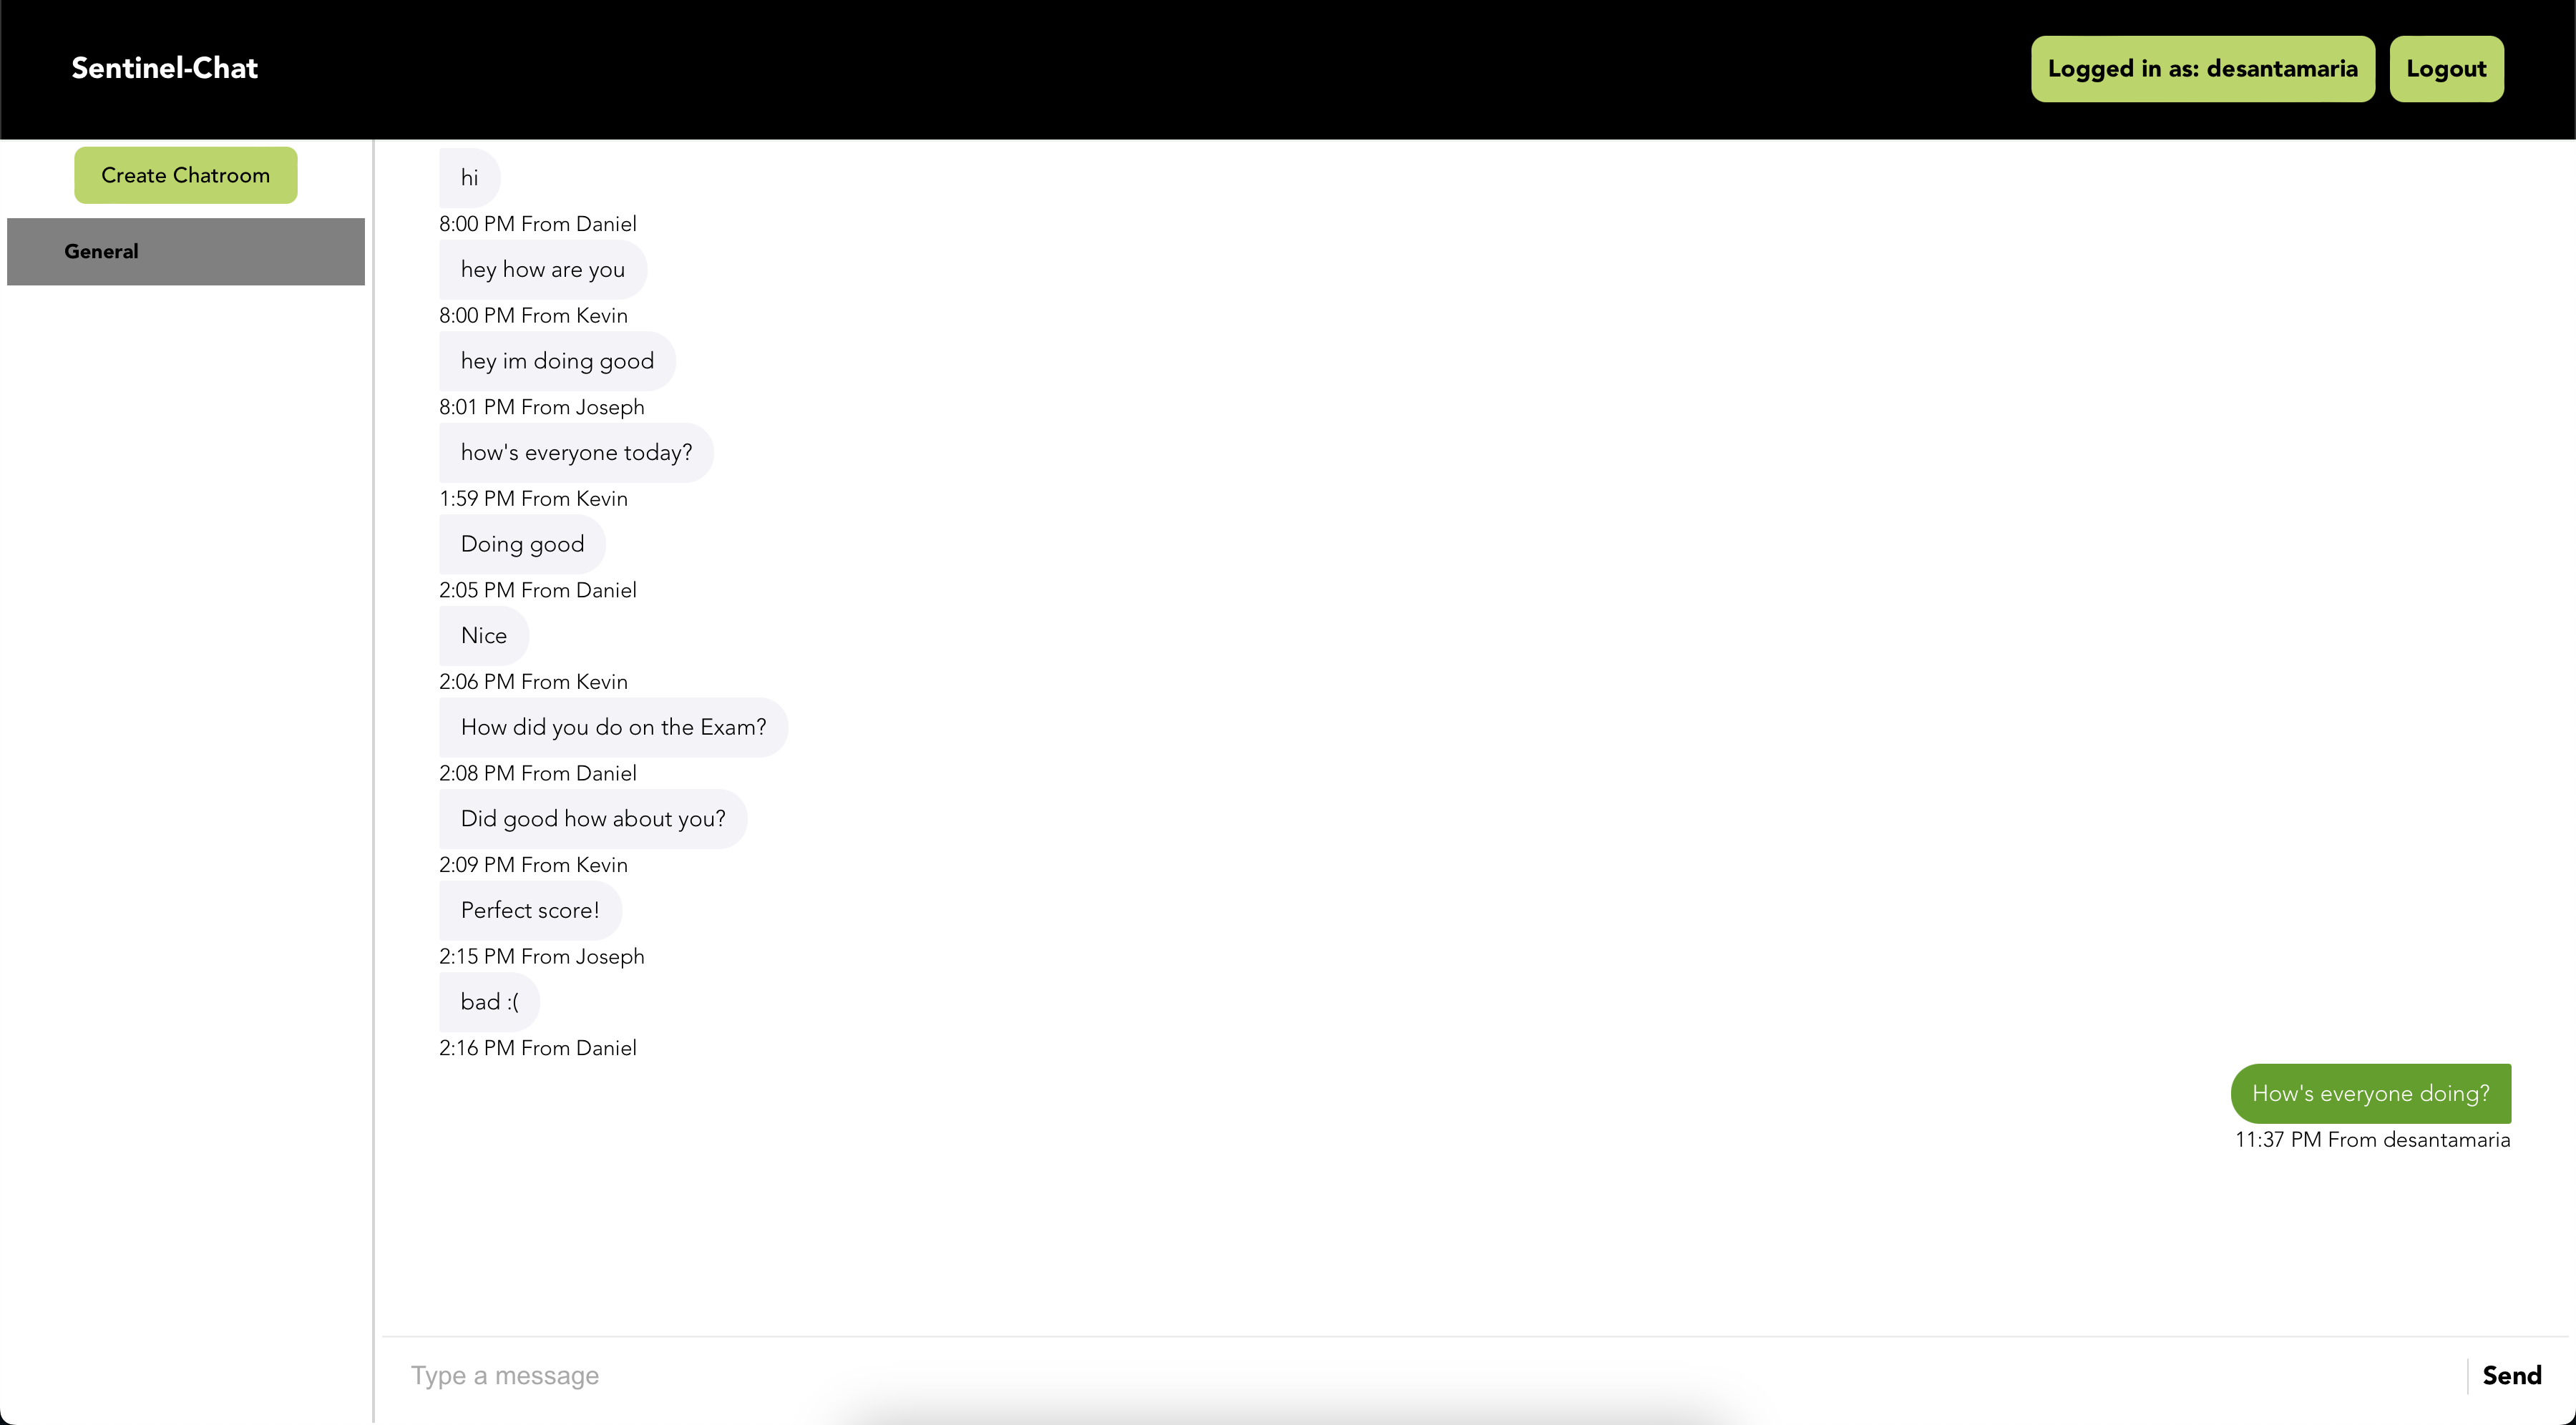 Sentinel-Chat
Logged in as: desantamaria
Logout
Create Chatroom
General
hi
8:00 PM From Daniel
hey how are you
8:00 PM From Kevin
hey im doing good
8:01 PM From Joseph
how's everyone today?
1:59 PM From Kevin
Doing good
2:05 PM From Daniel
Nice
2:06 PM From Kevin
How did you do on the Exam?
2:08 PM From Daniel
Did good how about you?
2:09 PM From Kevin
Perfect score!
2:15 PM From Joseph
bad :(
2:16 PM From Daniel
How's everyone doing?
11:37 PM From desantamaria
Type a message
Send